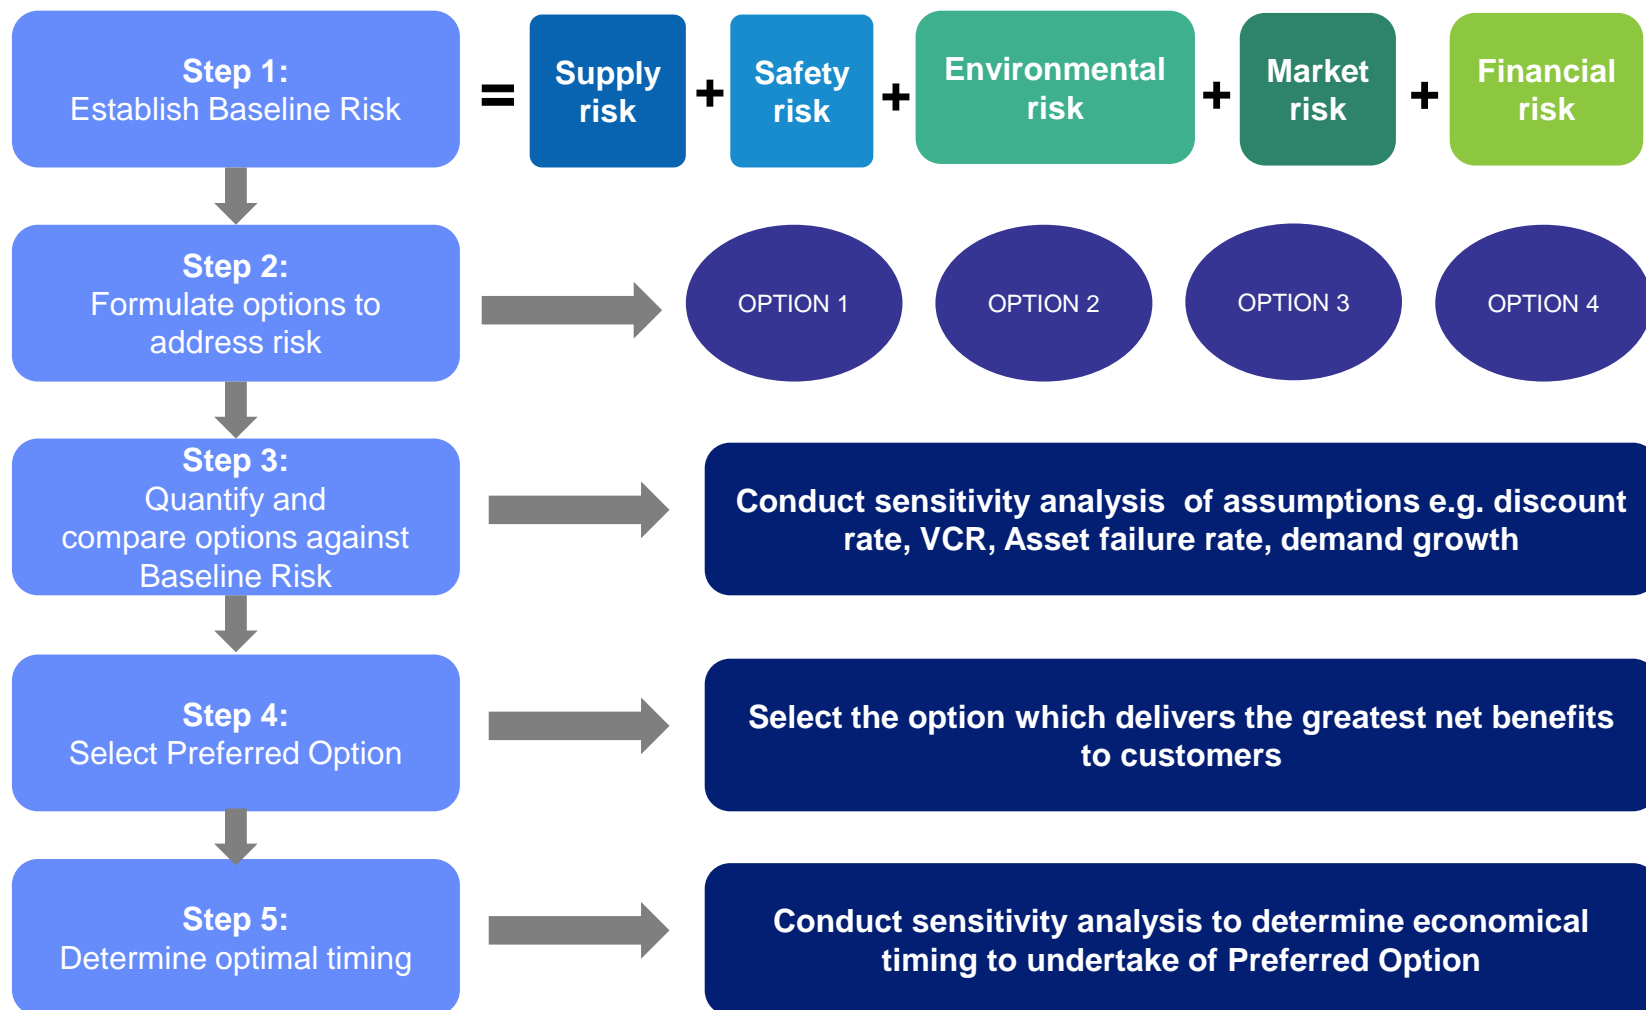 Step 1:
Establish Baseline Risk
=
Supply
risk
+
Safety
risk
+
Environmental
risk
+
Market
risk
+
Financial
risk
Step 2:
Formulate options to
address risk
OPTION 1
OPTION 2
OPTION 3
OPTION 4
Step 3:
Quantify and
compare options against
Baseline Risk
Conduct sensitivity analysis  of assumptions e.g. discount
rate, VCR, Asset failure rate, demand growth
Step 4:
Select Preferred Option
Select the option which delivers the greatest net benefits
to customers
Step 5:
Determine optimal timing
Conduct sensitivity analysis to determine economical
timing to undertake of Preferred Option